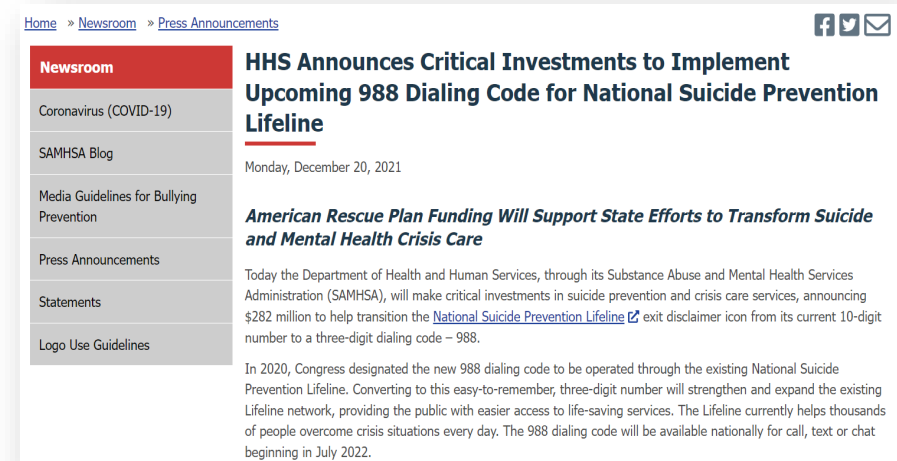 Home » Newsroom » Press Announcements
Newsroom
Coronavirus (COVID-19)
SAMHSA Blog
Media Guidelines for Bullying
Prevention
Press Announcements
Statements
Logo Use Guidelines
HHS Announces Critical Investments to Implement
Upcoming 988 Dialing Code for National Suicide Prevention
Lifeline
Monday, December 20, 2021
American Rescue Plan Funding Will Support State Efforts to Transform Suicide
and Mental Health Crisis Care
Today the Department of Health and Human Services, through its Substance Abuse and Mental Health Services
Administration (SAMHSA), will make critical investments in suicide prevention and crisis care services, announcing
$282 million to help transition the National Suicide Prevention Lifeline exit disclaimer icon from its current 10-digit
number to a three-digit dialing code – 988.
In 2020, Congress designated the new 988 dialing code to be operated through the existing National Suicide
Prevention Lifeline. Converting to this easy-to-remember, three-digit number will strengthen and expand the existing
Lifeline network, providing the public with easier access to life-saving services. The Lifeline currently helps thousands
of people overcome crisis situations every day. The 988 dialing code will be available nationally for call, text or chat
beginning in July 2022.